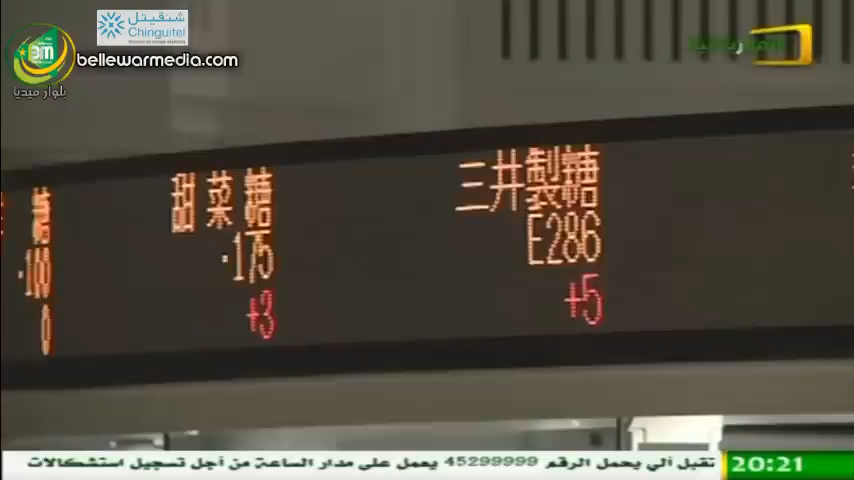 شنقيتل
Chinguitel
bellewarmedia.com
بلوار ميديا
甜菜糖
三井製糖
·100
·175
E286
0
+3
+5
تقبل آلي يحمل الرقم 45299999 يعمل على مدار الساعة من أجل تسجيل استشكالات
20:21